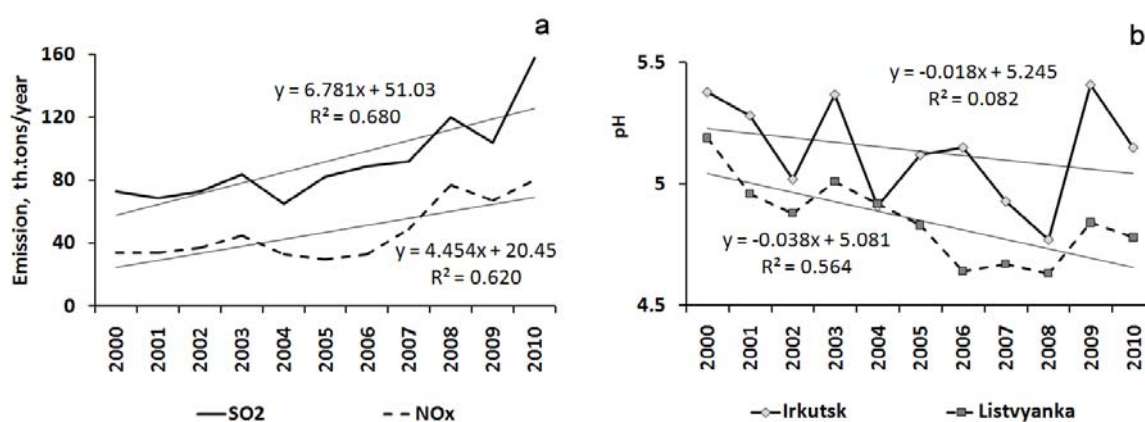 a
Emission, th.tons/year
160
120
80
40
0
y = 6.781x + 51.03
R² = 0.680
y = 4.454x + 20.45
R² = 0.620
2000
2001
2002
2003
2004
2005
2006
2007
2008
2009
2010
SO2
NOx
b
pH
5.5
5
4.5
y = -0.018x + 5.245
R² = 0.082
y = -0.038x + 5.081
R² = 0.564
2000
2001
2002
2003
2004
2005
2006
2007
2008
2009
2010
Irkutsk
Listvyanka